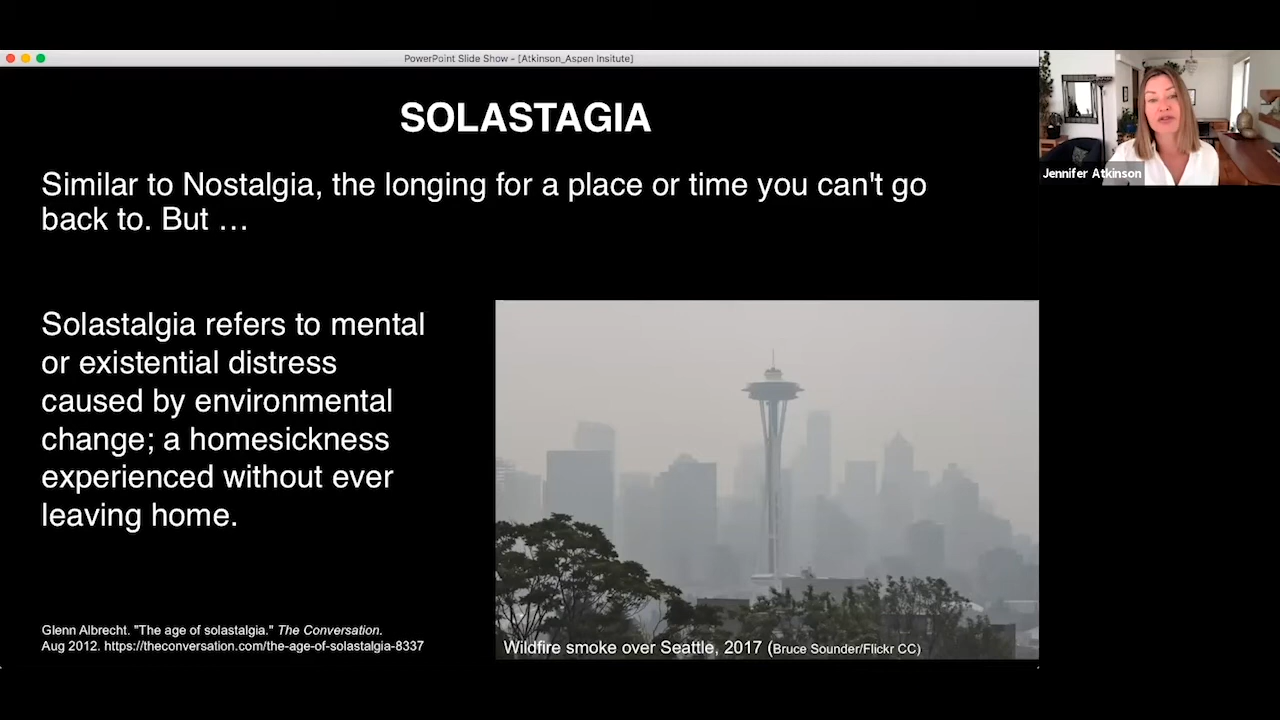 PowerPoint Slide Show - [Atkinson_Aspen Insitute]
SOLASTAGIA
Similar to Nostalgia, the longing for a place or time you can't go
back to. But …
Solastalgia refers to mental
or existential distress
caused by environmental
change; a homesickness
experienced without ever
leaving home.
Glenn Albrecht. "The age of solastalgia." The Conversation.
Aug 2012. https://theconversation.com/the-age-of-solastalgia-8337
Wildfire smoke over Seattle, 2017 (Bruce Sounder/Flickr CC)
Jennifer Atkinson